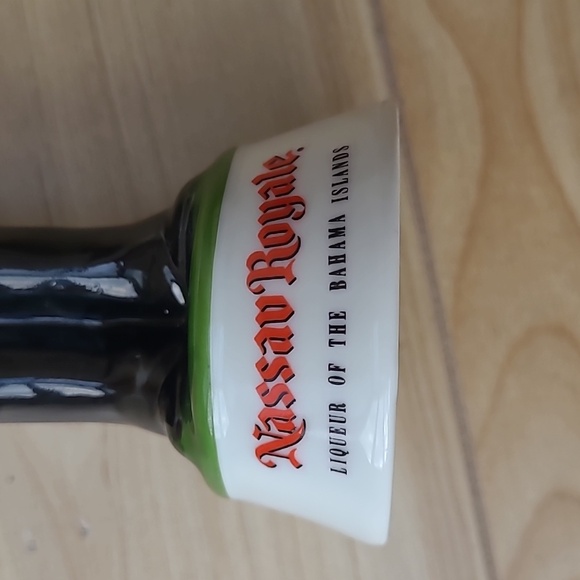 Nassau Royale.
LIQUEUR OF THE BAHAMA ISLANDS